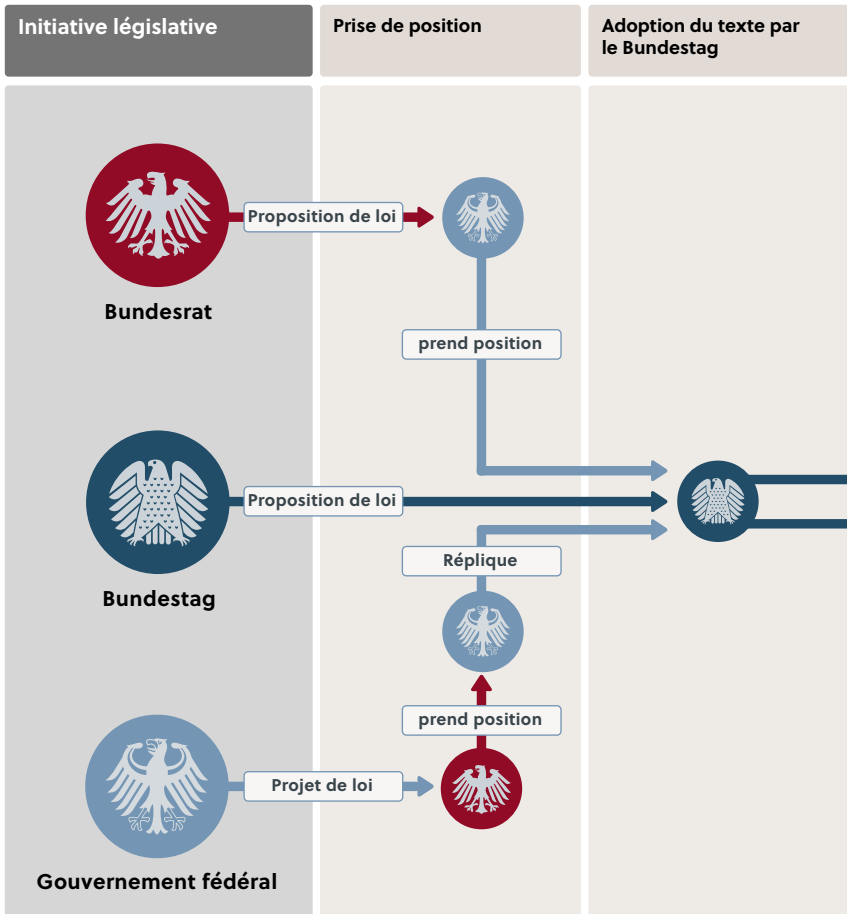 Initiative législative
Prise de position
Adoption du texte par
le Bundestag
Proposition de loi
Bundesrat
prend position
Proposition de loi
Bundestag
Réplique
prend position
Projet de loi
Gouvernement fédéral